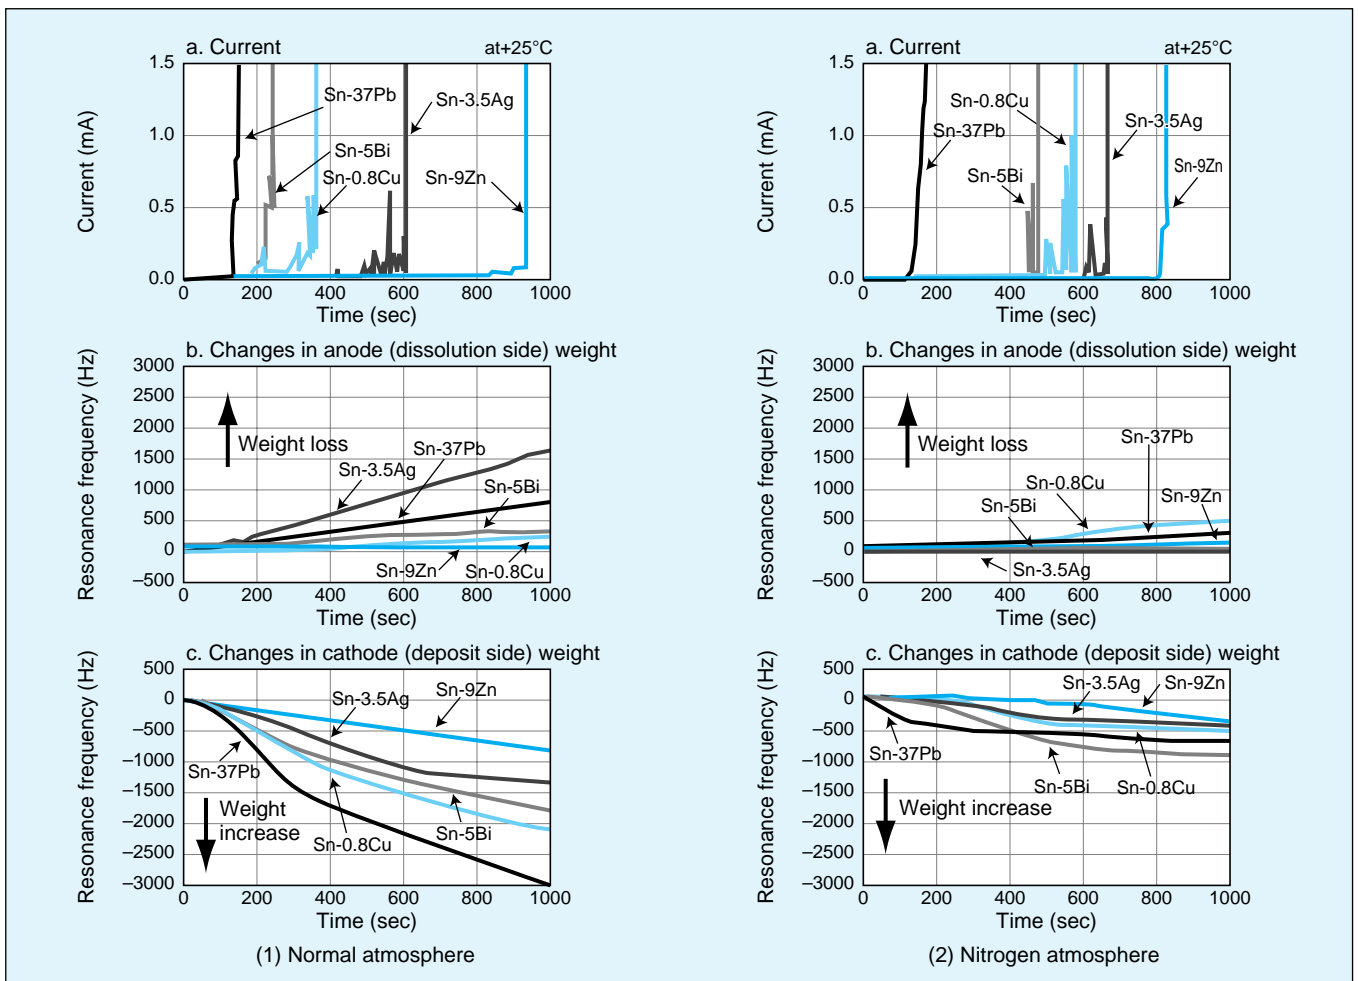 a. Current at+25°C
Current (mA)
1.5
1.0
0.5
0.0
Sn-37Pb
Sn-3.5Ag
Sn-5Bi
Sn-0.8Cu
Sn-9Zn
0 200 400 600 800 1000
Time (sec)
b. Changes in anode (dissolution side) weight
Resonance frequency (Hz)
3000
2500
2000
1500
1000
500
0
–500
Weight loss
Sn-37Pb
Sn-3.5Ag
Sn-5Bi
Sn-9Zn
Sn-0.8Cu
0 200 400 600 800 1000
Time (sec)
c. Changes in cathode (deposit side) weight
Resonance frequency (Hz)
500
0
–500
–1000
–1500
–2000
–2500
–3000
Sn-9Zn
Sn-3.5Ag
Sn-37Pb
Weight
increase
Sn-5Bi
Sn-0.8Cu
0 200 400 600 800 1000
Time (sec)
(1) Normal atmosphere
a. Current at+25°C
Current (mA)
1.5
1.0
0.5
0.0
Sn-0.8Cu
Sn-3.5Ag
Sn-37Pb
Sn-9Zn
Sn-5Bi
0 200 400 600 800 1000
Time (sec)
b. Changes in anode (dissolution side) weight
Resonance frequency (Hz)
3000
2500
2000
1500
1000
500
0
–500
Weight loss
Sn-37Pb
Sn-0.8Cu
Sn-9Zn
Sn-5Bi
Sn-3.5Ag
0 200 400 600 800 1000
Time (sec)
c. Changes in cathode (deposit side) weight
Resonance frequency (Hz)
500
0
–500
–1000
–1500
–2000
–2500
–3000
Sn-3.5Ag
Sn-9Zn
Sn-37Pb
Sn-5Bi
Sn-0.8Cu
Weight increase
0 200 400 600 800 1000
Time (sec)
(2) Nitrogen atmosphere